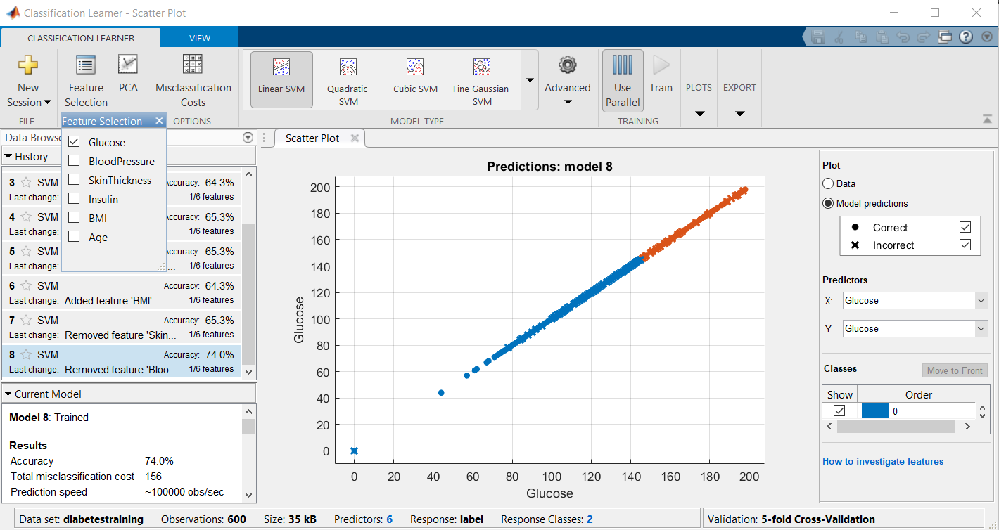 Classification Learner - Scatter Plot
CLASSIFICATION LEARNER
VIEW
New Session
Feature Selection
PCA
Misclassification Costs
Linear SVM
Quadratic SVM
Cubic SVM
Fine Gaussian SVM
Advanced
Use Parallel
Train
PLOTS
EXPORT
FILE
OPTIONS
MODEL TYPE
TRAINING
Feature Selection
Glucose
BloodPressure
SkinThickness
Insulin
BMI
Age
Data Browse
History
3 SVM Accuracy: 64.3%
Last change: 1/6 features
4 SVM Accuracy: 65.3%
Last change: 1/6 features
5 SVM Accuracy: 65.3%
Last change: ... 1/6 features
6 SVM Accuracy: 64.3%
Last change: Added feature 'BMI' 1/6 features
7 SVM Accuracy: 65.3%
Last change: Removed feature 'Skin... 1/6 features
8 SVM Accuracy: 74.0%
Last change: Removed feature 'Bloo... 1/6 features
Current Model
Model 8: Trained
Results
Accuracy 74.0%
Total misclassification cost 156
Prediction speed ~100000 obs/sec
Scatter Plot
Predictions: model 8
200
180
160
140
120
100
80
60
40
20
0
Glucose
0 20 40 60 80 100 120 140 160 180 200
Glucose
Plot
Data
Model predictions
Correct
Incorrect
Predictors
X: Glucose
Y: Glucose
Classes
Move to Front
Show Order
0
How to investigate features
Data set: diabetestraining Observations: 600 Size: 35 kB Predictors: 6 Response: label Response Classes: 2 Validation: 5-fold Cross-Validation